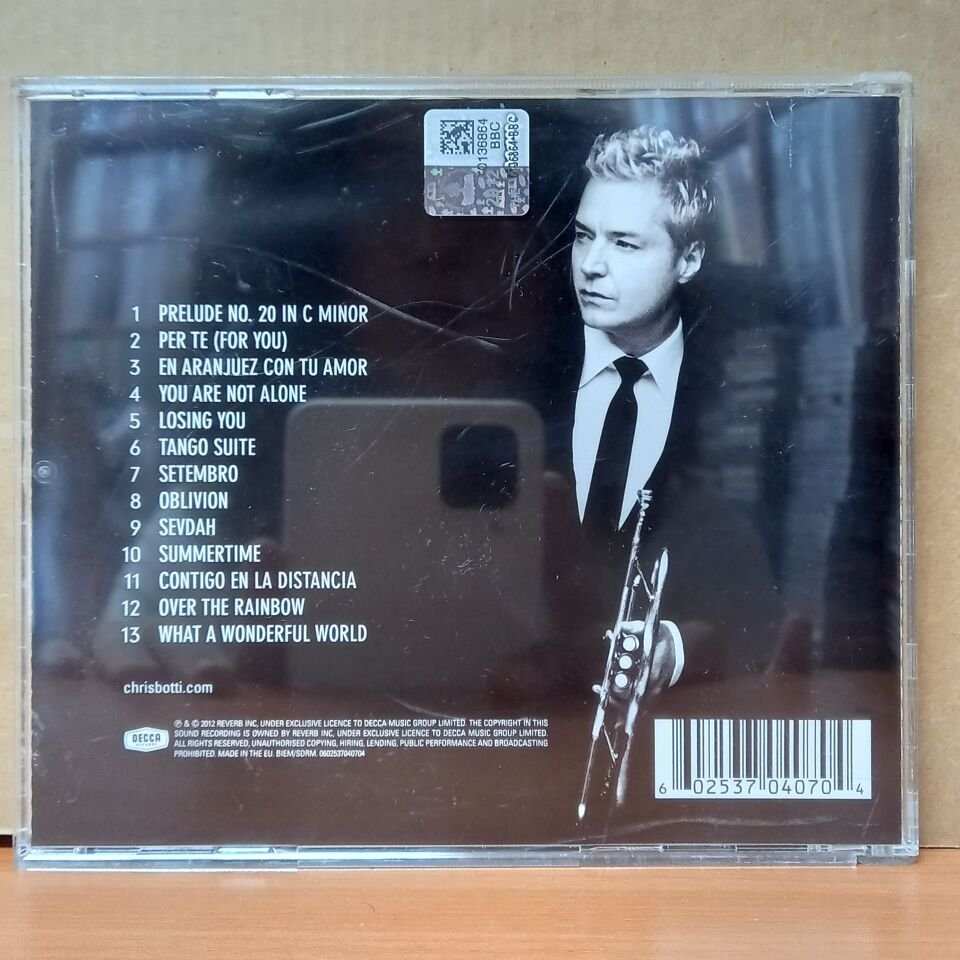 0136864
BBC
2012
1 PRELUDE NO. 20 IN C MINOR
2 PER TE (FOR YOU)
3 EN ARANJUEZ CON TU AMOR
4 YOU ARE NOT ALONE
5 LOSING YOU
6 TANGO SUITE
7 SETEMBRO
8 OBLIVION
9 SEVDAH
10 SUMMERTIME
11 CONTIGO EN LA DISTANCIA
12 OVER THE RAINBOW
13 WHAT A WONDERFUL WORLD
chrisbotti.com
DECCA
RECORDS
℗ & © 2012 REVERB INC, UNDER EXCLUSIVE LICENCE TO DECCA MUSIC GROUP LIMITED. THE COPYRIGHT IN THIS
SOUND RECORDING IS OWNED BY REVERB INC, UNDER EXCLUSIVE LICENCE TO DECCA MUSIC GROUP LIMITED.
ALL RIGHTS RESERVED, UNAUTHORISED COPYING, HIRING, LENDING, PUBLIC PERFORMANCE AND BROADCASTING
PROHIBITED. MADE IN THE EU. BIEM/SDRM. 0602537040704
6 02537 04070 4